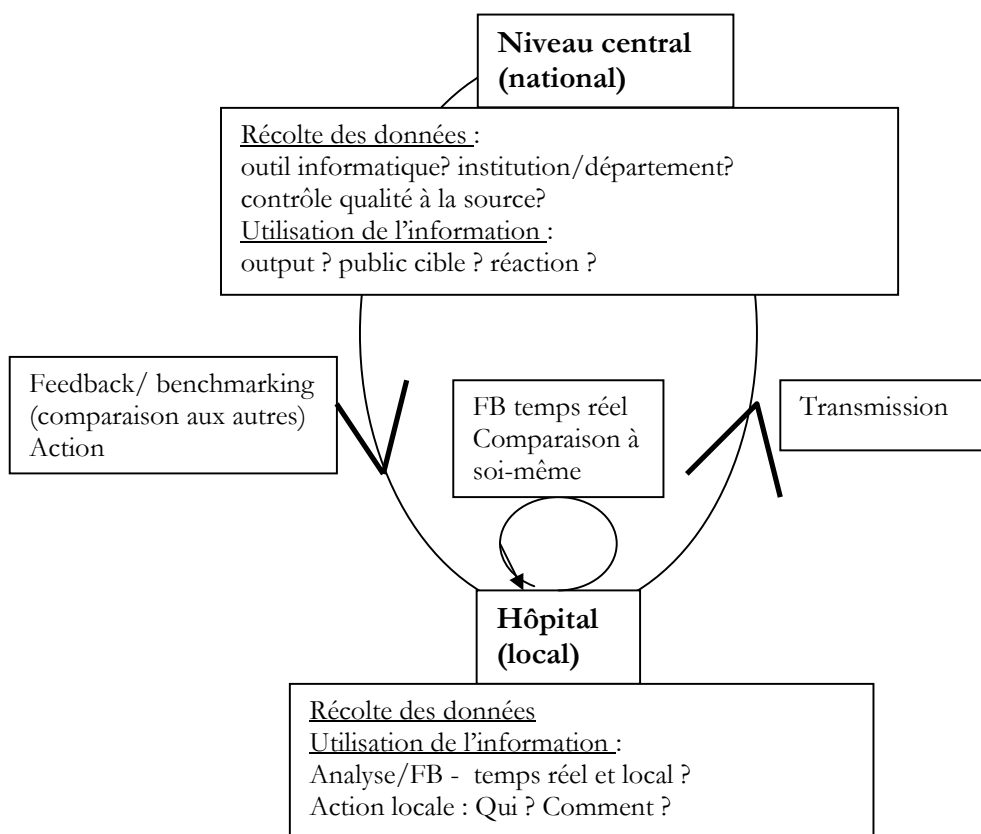 Niveau central
(national)
Récolte des données :
outil informatique? institution/département?
contrôle qualité à la source?
Utilisation de l’information :
output ? public cible ? réaction ?
Feedback/ benchmarking
(comparaison aux autres)
Action
FB temps réel
Comparaison à
soi-même
Transmission
Hôpital
(local)
Récolte des données
Utilisation de l’information :
Analyse/FB - temps réel et local ?
Action locale : Qui ? Comment ?